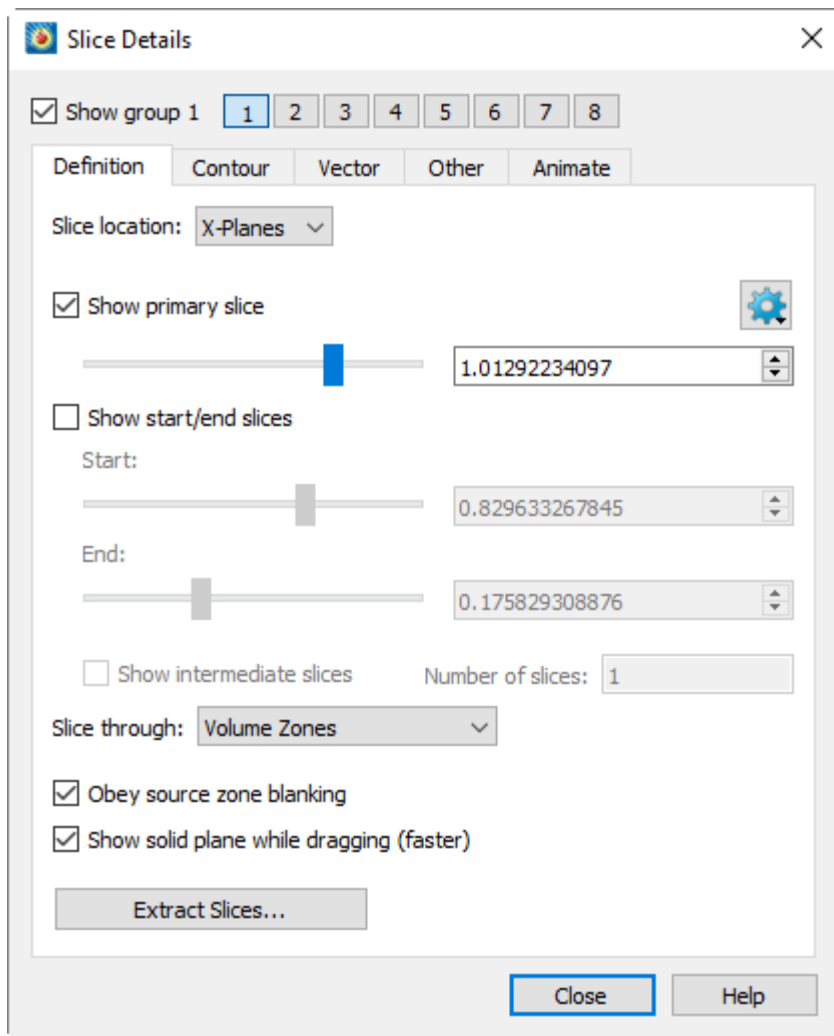 Slice Details
Show group 1 1 2 3 4 5 6 7 8
Definition Contour Vector Other Animate
Slice location: X-Planes
Show primary slice
1.01292234097
Show start/end slices
Start:
0.829633267845
End:
0.175829308876
Show intermediate slices Number of slices: 1
Slice through: Volume Zones
Obey source zone blanking
Show solid plane while dragging (faster)
Extract Slices...
Close Help